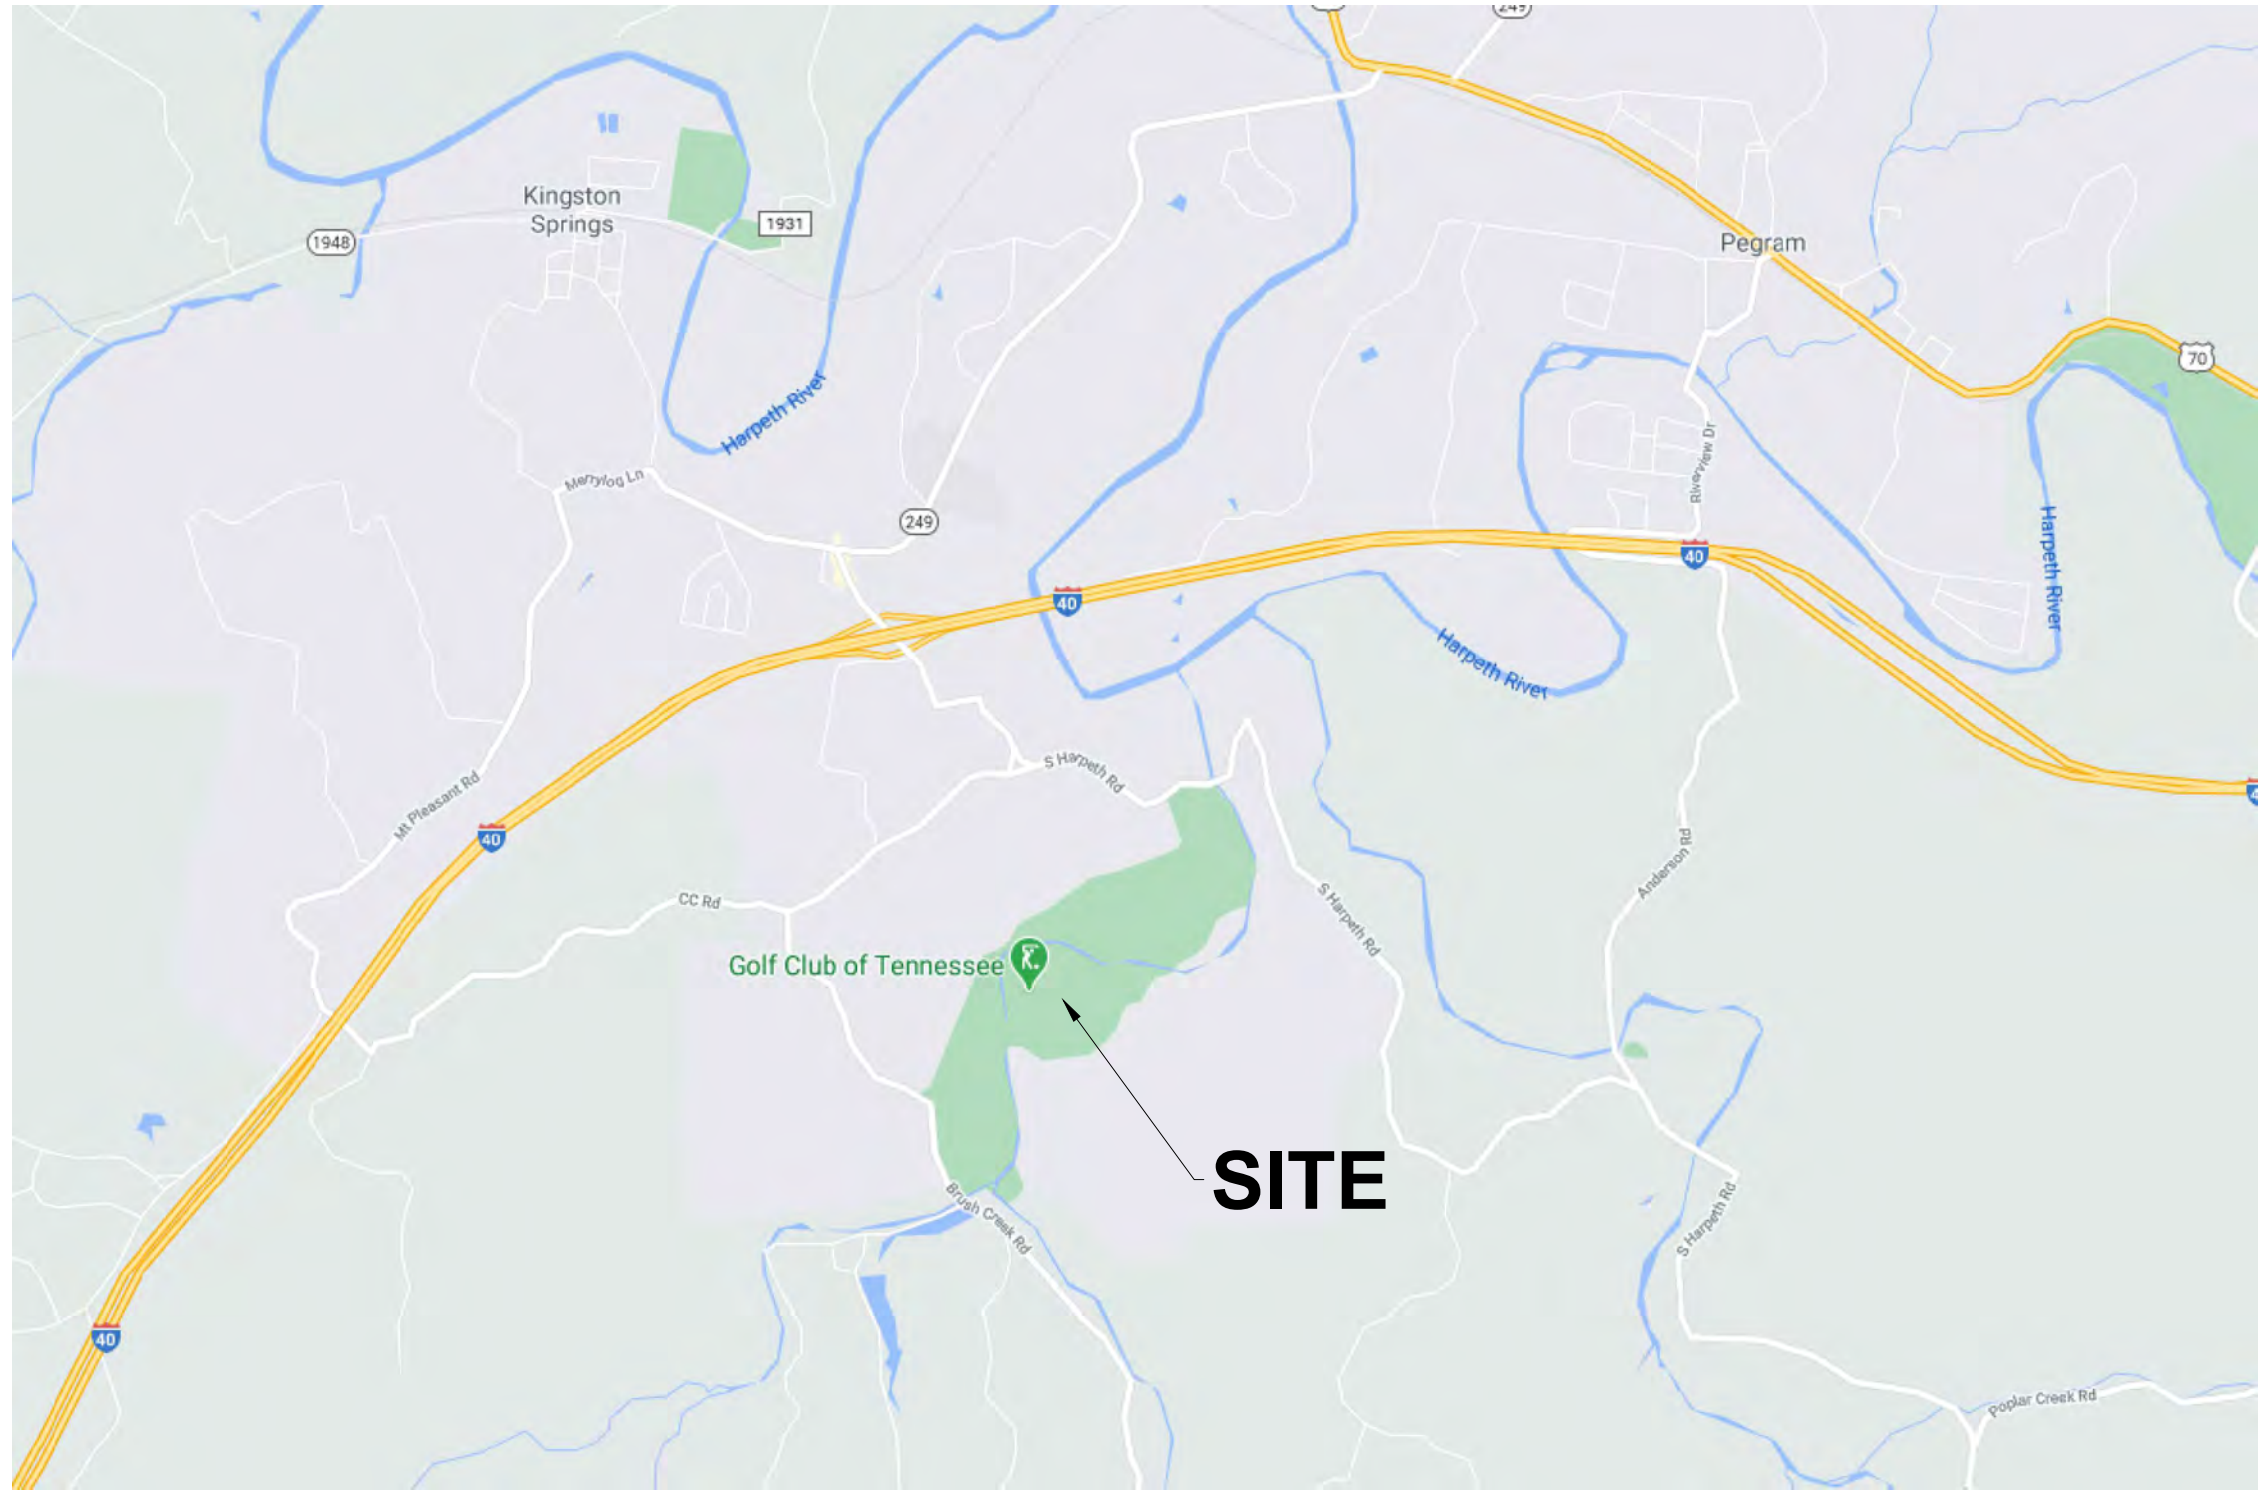 249
Kingston
Springs
1931
1948
Pegram
70
Harpeth River
Riverview Dr
Merrylog Ln
249
Harpeth River
40
40
Harpeth River
S Harpeth Rd
Mt Pleasant Rd
40
Anderson Rd
CC Rd
S Harpeth Rd
Golf Club of Tennessee
SITE
Brush Creek Rd
S Harpeth Rd
40
Poplar Creek Rd